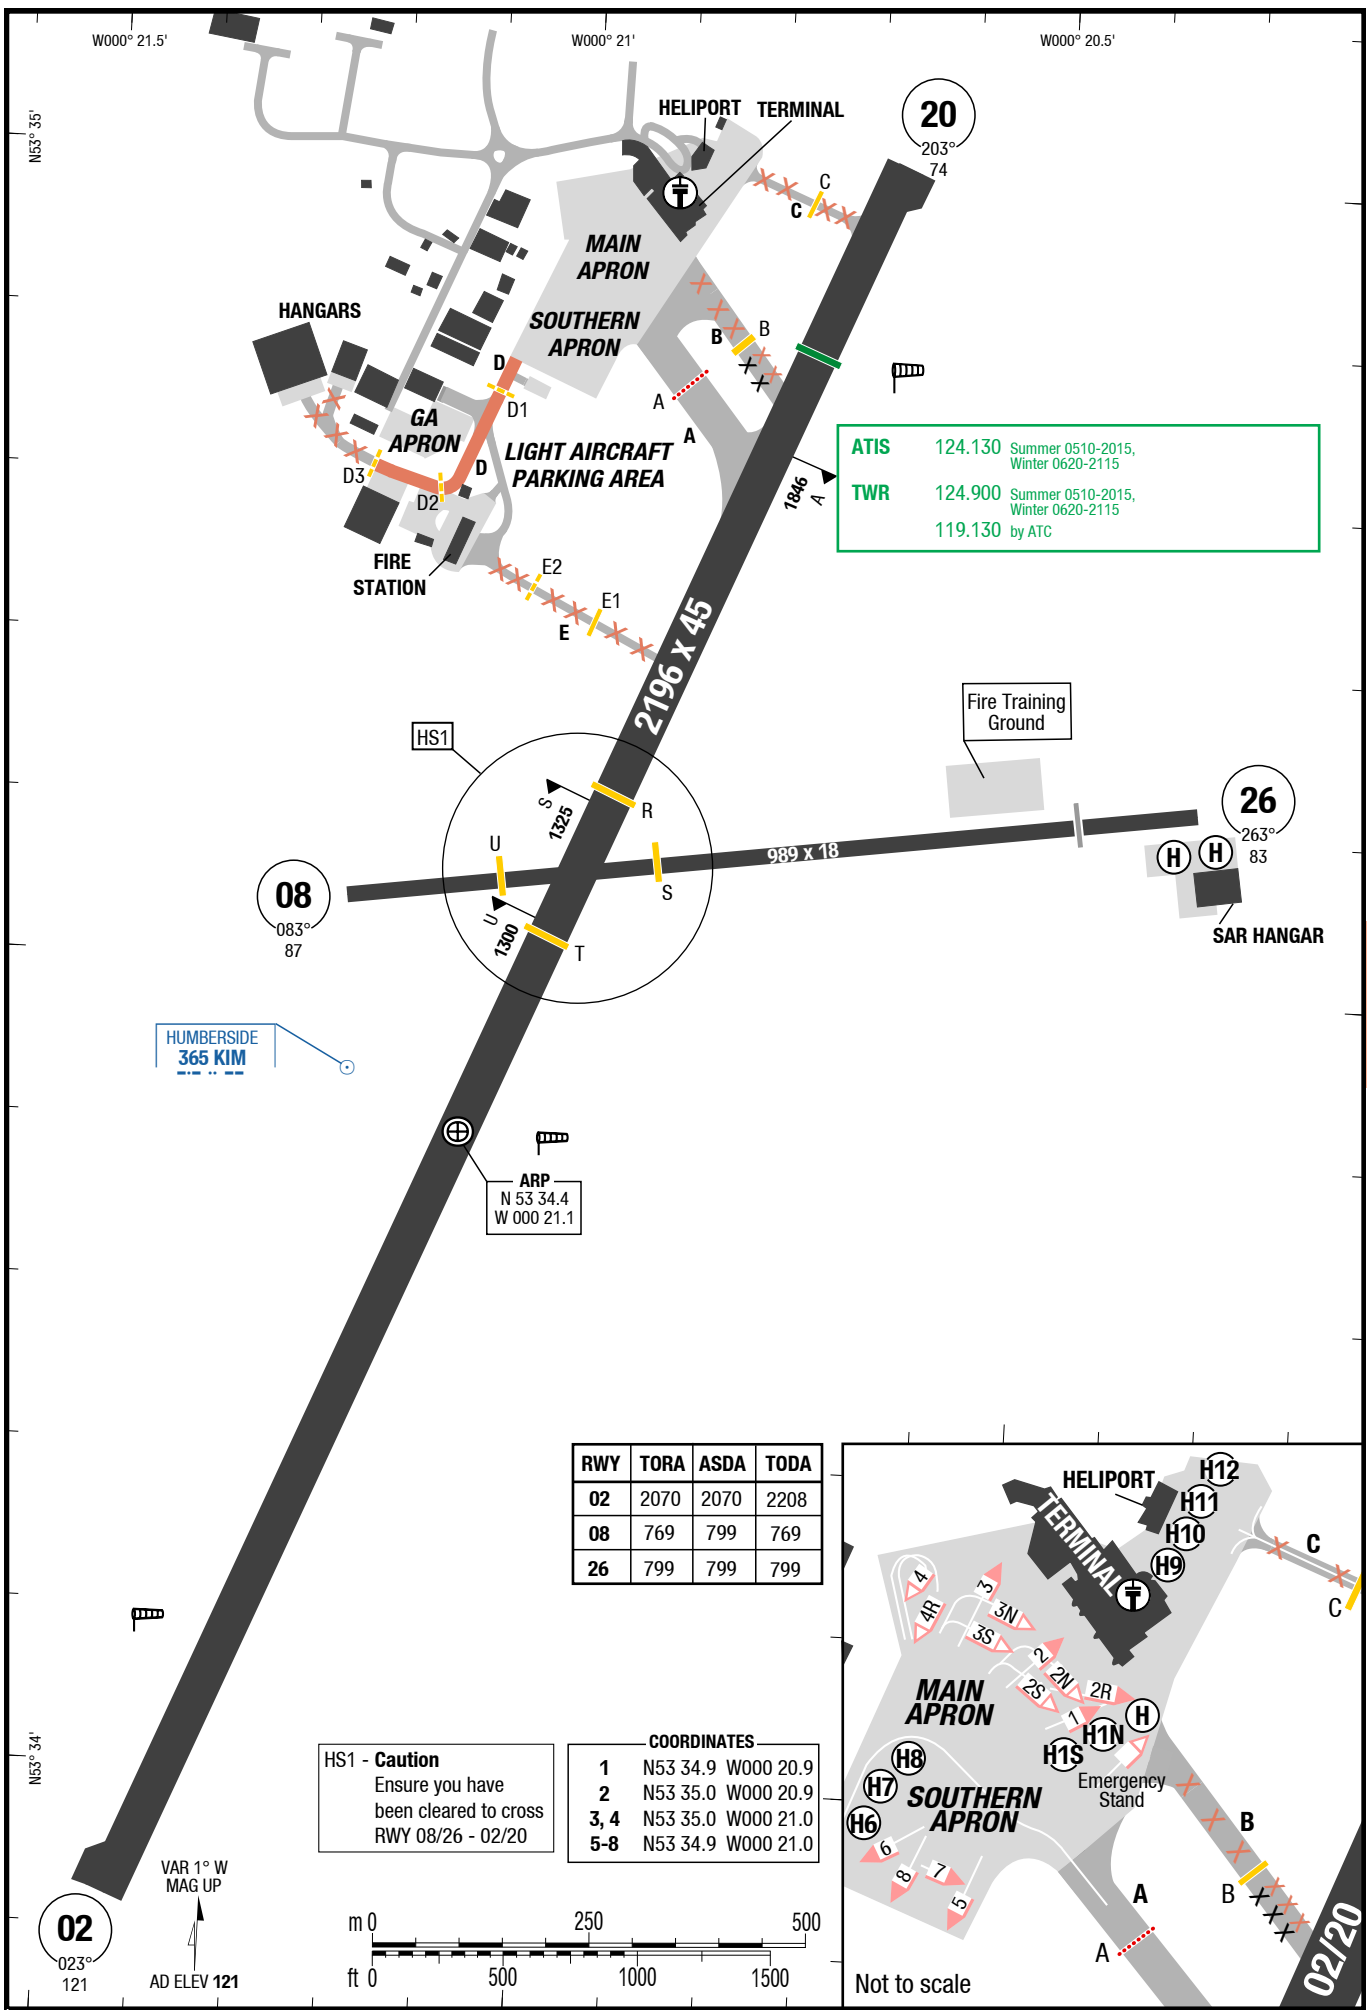 W000° 21.5'
W000° 21'
W000° 20.5'
N53° 35'
HELIPORT
TERMINAL
20
203°
74
C
C
MAIN
APRON
HANGARS
SOUTHERN
APRON
B
B
D
D1
A
A
GA
APRON
D
LIGHT AIRCRAFT
PARKING AREA
D3
D2
1846
A
ATIS 124.130 Summer 0510-2015,
Winter 0620-2115
TWR 124.900 Summer 0510-2015,
Winter 0620-2115
119.130 by ATC
FIRE
STATION
E2
E1
E
2196 x 45
Fire Training
Ground
HS1
S
1325
R
26
263°
83
U
989 x 18
H
H
S
08
083°
87
U
1300
T
SAR HANGAR
HUMBERSIDE
365 KIM
ARP
N 53 34.4
W 000 21.1
RWY TORA ASDA TODA
02 2070 2070 2208
08 769 799 769
26 799 799 799
N53° 34'
HS1 - Caution
Ensure you have
been cleared to cross
RWY 08/26 - 02/20
COORDINATES
1 N53 34.9 W000 20.9
2 N53 35.0 W000 20.9
3, 4 N53 35.0 W000 21.0
5-8 N53 34.9 W000 21.0
VAR 1° W
MAG UP
02
023°
121
AD ELEV 121
m 0 250 500
ft 0 500 1000 1500
HELIPORT
H12
H11
H10
H9
TERMINAL
C
C
4
4R
3
3N
3S
2
2N
2S
2R
1
H
H1N
H1S
MAIN
APRON
Emergency
Stand
H8
H7
H6
SOUTHERN
APRON
6
8
7
5
B
B
A
A
02/20
Not to scale